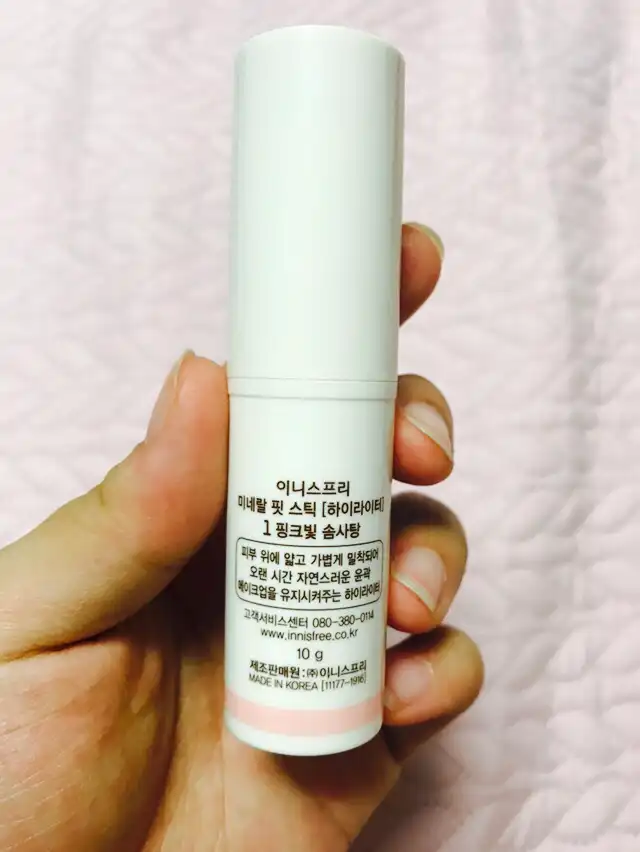 이니스프리
미네랄 핏 스틱 [하이라이터]
1 핑크빛 솜사탕
피부 위에 얇고 가볍게 밀착되어
오랜 시간 자연스러운 윤곽
메이크업을 유지시켜주는 하이라이터
고객서비스센터 080-380-0114
www.innisfree.co.kr
10 g
제조판매원 : ㈜이니스프리
MADE IN KOREA [11177-1916]